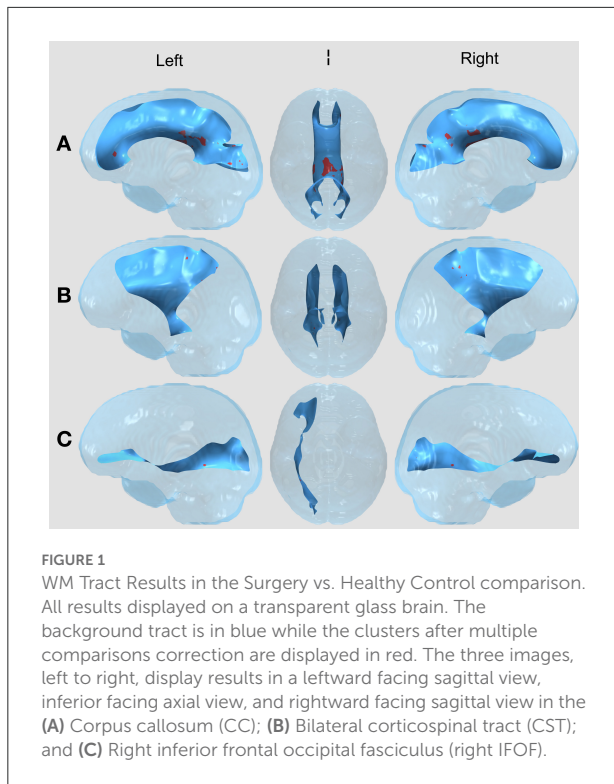 Left
Right
A
B
C
FIGURE 1
WM Tract Results in the Surgery vs. Healthy Control comparison.
All results displayed on a transparent glass brain. The
background tract is in blue while the clusters after multiple
comparisons correction are displayed in red. The three images,
left to right, display results in a leftward facing sagittal view,
inferior facing axial view, and rightward facing sagittal view in the
(A) Corpus callosum (CC); (B) Bilateral corticospinal tract (CST);
and (C) Right inferior frontal occipital fasciculus (right IFOF).